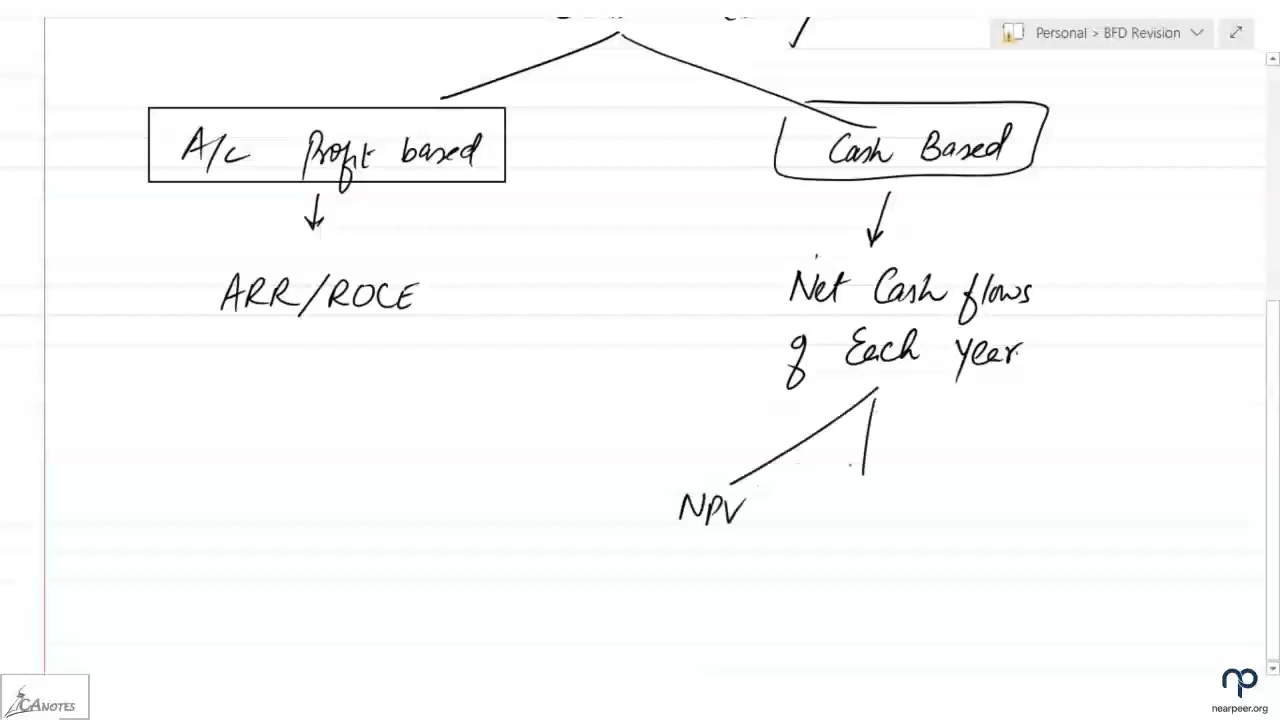 Personal > BFD Revision
A/c Profit based
Cash Based
ARR/ROCE
Net Cash flows
of Each year
NPV
CANOTES
np
nearpeer.org